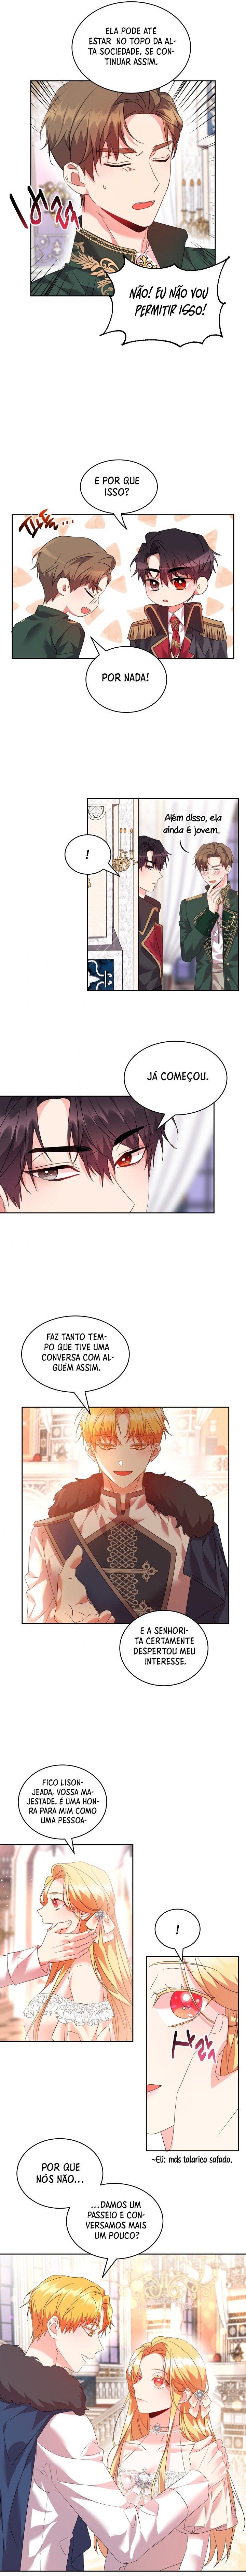 ELA PODE ATÉ
ESTAR NO TOPO DA AL-
TA SOCIEDADE, SE CON-
TINUAR ASSIM.
NÃO! EU NÃO VOU
PERMITIR ISSO!
E POR QUE
ISSO?
POR NADA!
Além disso, ela
ainda é jovem..
!
JÁ COMEÇOU.
FAZ TANTO TEM-
PO QUE TIVE UMA
CONVERSA COM AL-
GUÉM ASSIM.
E A SENHORI-
TA CERTAMENTE
DESPERTOU MEU
INTERESSE.
FICO LISON-
JEADA, VOSSA MA-
JESTADE. É UMA HON-
RA PARA MIM COMO
UMA PESSOA-
!
~Eli: mds talarico safado.
POR QUE
NÓS NÃO...
...DAMOS UM
PASSEIO E CON-
VERSAMOS MAIS
UM POUCO?